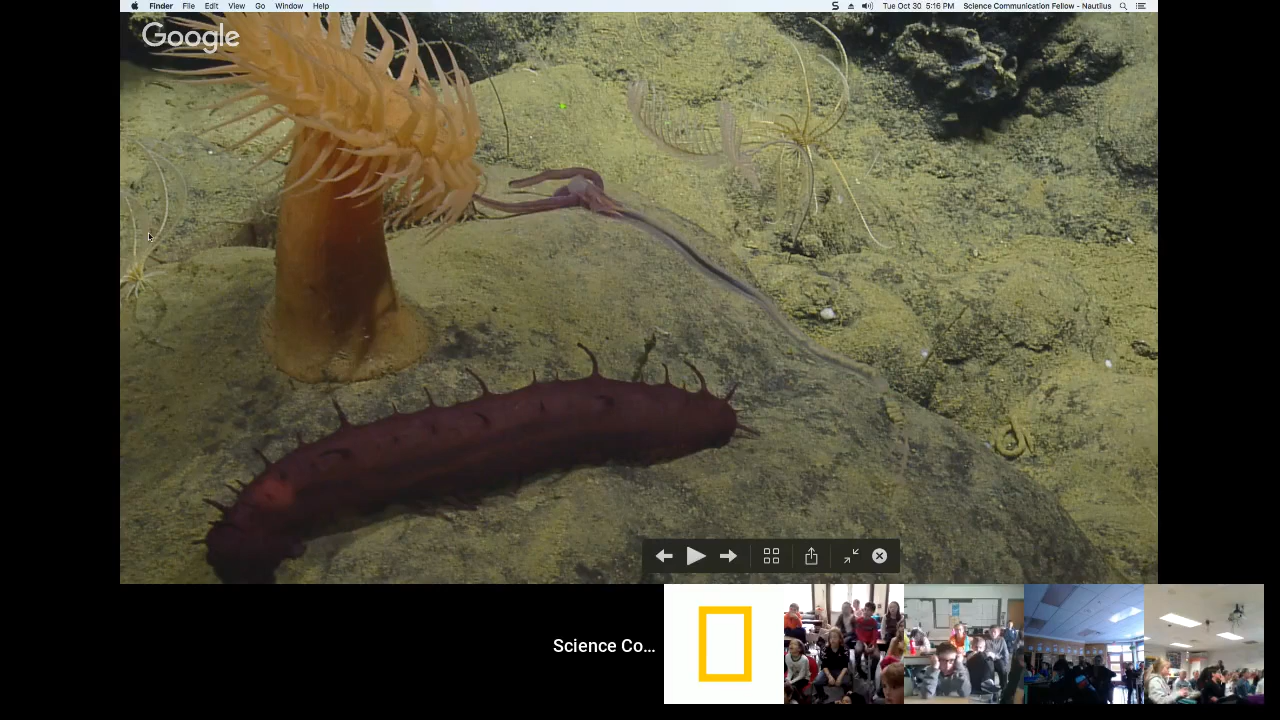 Finder File Edit View Go Window Help
Tue Oct 30 5:16 PM Science Communication Fellow - Nautilus
Google
Science Co...